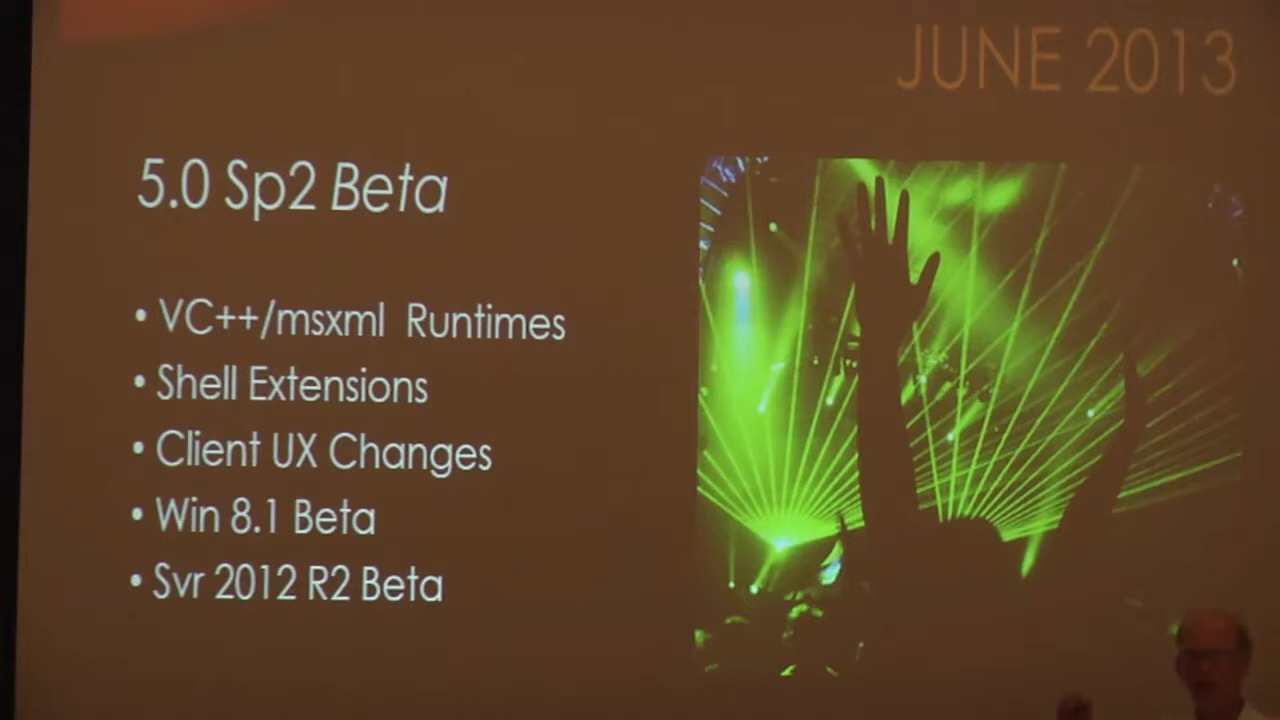 JUNE 2013
5.0 Sp2 Beta
• VC++/msxml Runtimes
• Shell Extensions
• Client UX Changes
• Win 8.1 Beta
• Svr 2012 R2 Beta